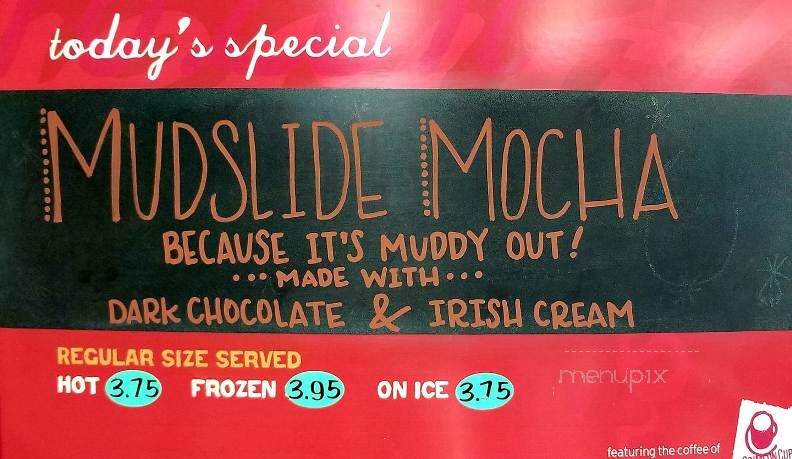 today's special
MUDSLIDE MOCHA
BECAUSE IT'S MUDDY OUT!
•••MADE WITH•••
DARK CHOCOLATE & IRISH CREAM
REGULAR SIZE SERVED
HOT 3.75 FROZEN 3.95 ON ICE 3.75
menupix
featuring the coffee of